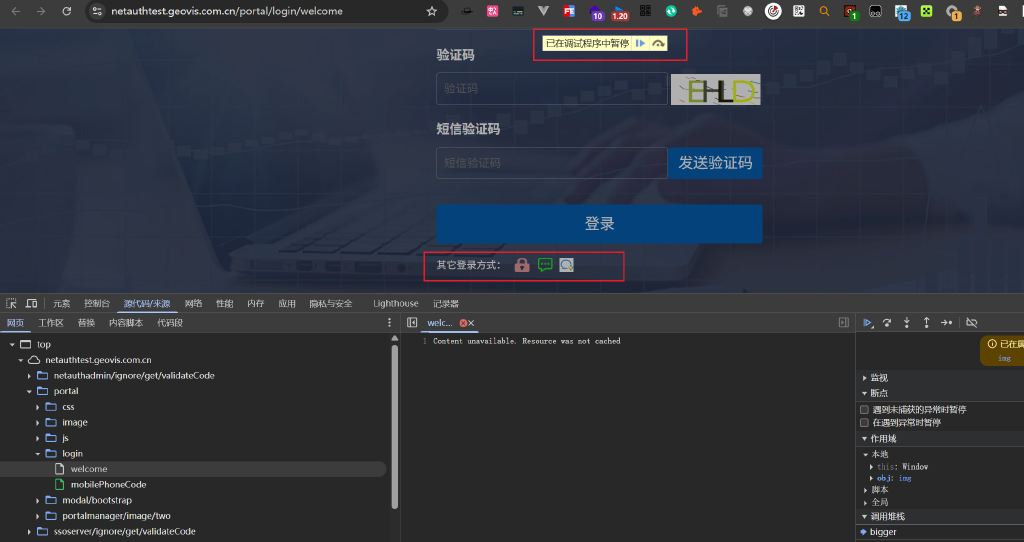 netauthtest.geovis.com.cn/portal/login/welcome
10
1.20
1
12
1
已在调试程序中暂停
验证码
验证码
EHLD
短信验证码
短信验证码
发送验证码
登录
其它登录方式：
元素
控制台
源代码/来源
网络
性能
内存
应用
隐私与安全
Lighthouse
记录器
网页
工作区
替换
内容脚本
代码段
welc...
top
netauthtest.geovis.com.cn
netauthadmin/ignore/get/validateCode
portal
css
image
js
login
welcome
mobilePhoneCode
modal/bootstrap
portalmanager/image/two
ssoserver/ignore/get/validateCode
1 Content unavailable. Resource was not cached
已在
img
监视
断点
遇到未捕获的异常时暂停
在遇到异常时暂停
作用域
本地
this: Window
obj: img
脚本
全局
调用堆栈
bigger